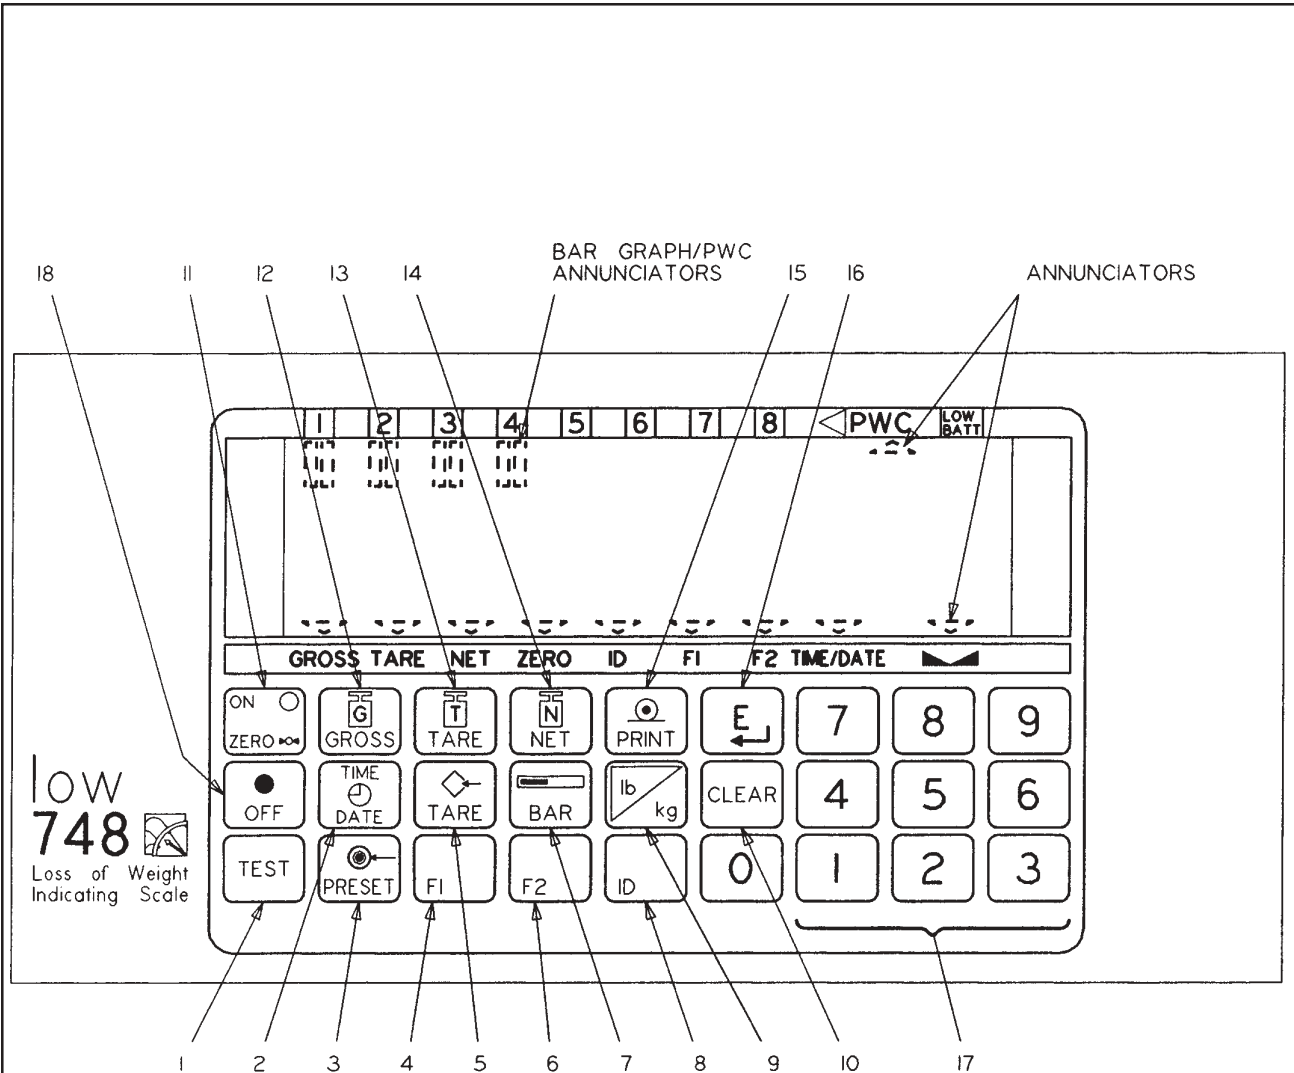 BAR GRAPH/PWC
ANNUNCIATORS
18 11 12 13 14 15 16 ANNUNCIATORS
1 2 3 4 5 6 7 8 PWC LOW BATT
GROSS TARE NET ZERO ID F1 F2 TIME/DATE
ON
ZERO
G
GROSS
T
TARE
N
NET
PRINT
E
7 8 9
OFF
TIME
DATE
TARE
BAR
lb
kg
CLEAR
4 5 6
TEST
PRESET
F1
F2
ID
0 1 2 3
low
748
Loss of Weight
Indicating Scale
1 2 3 4 5 6 7 8 9 10 17